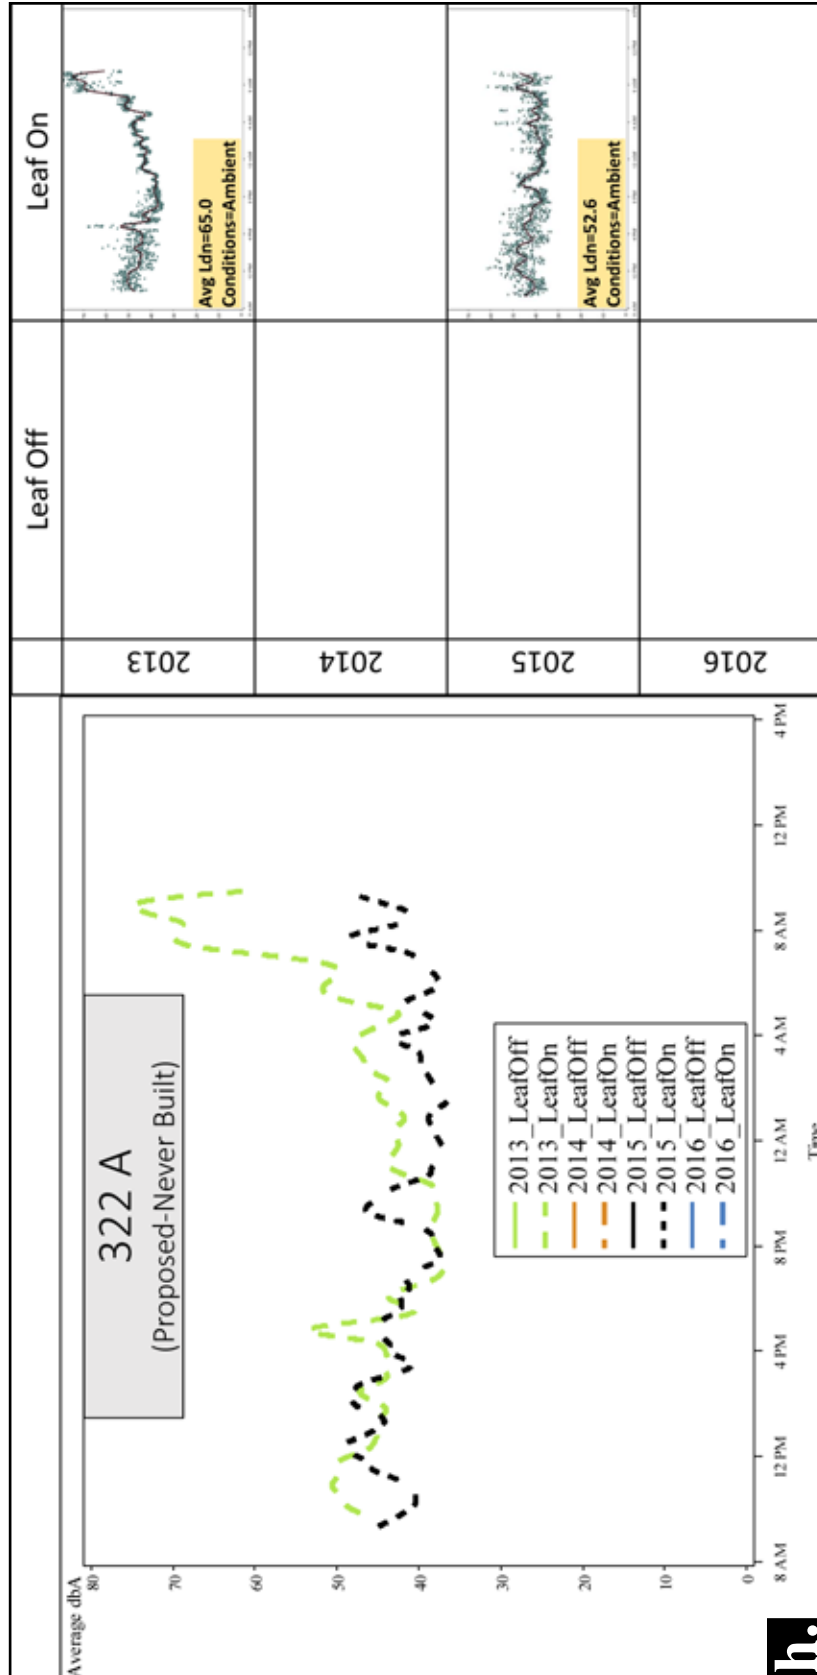 Leaf Off
Leaf On
2013
Avg Ldn=65.0
Conditions=Ambient
2014
2015
Avg Ldn=52.6
Conditions=Ambient
2016
Average dbA
322 A
(Proposed-Never Built)
80
70
60
50
40
30
20
10
0
2013_LeafOff
2013_LeafOn
2014_LeafOff
2014_LeafOn
2015_LeafOff
2015_LeafOn
2016_LeafOff
2016_LeafOn
8 AM
12 PM
4 PM
8 PM
12 AM
4 AM
8 AM
12 PM
4 PM
Time
h.